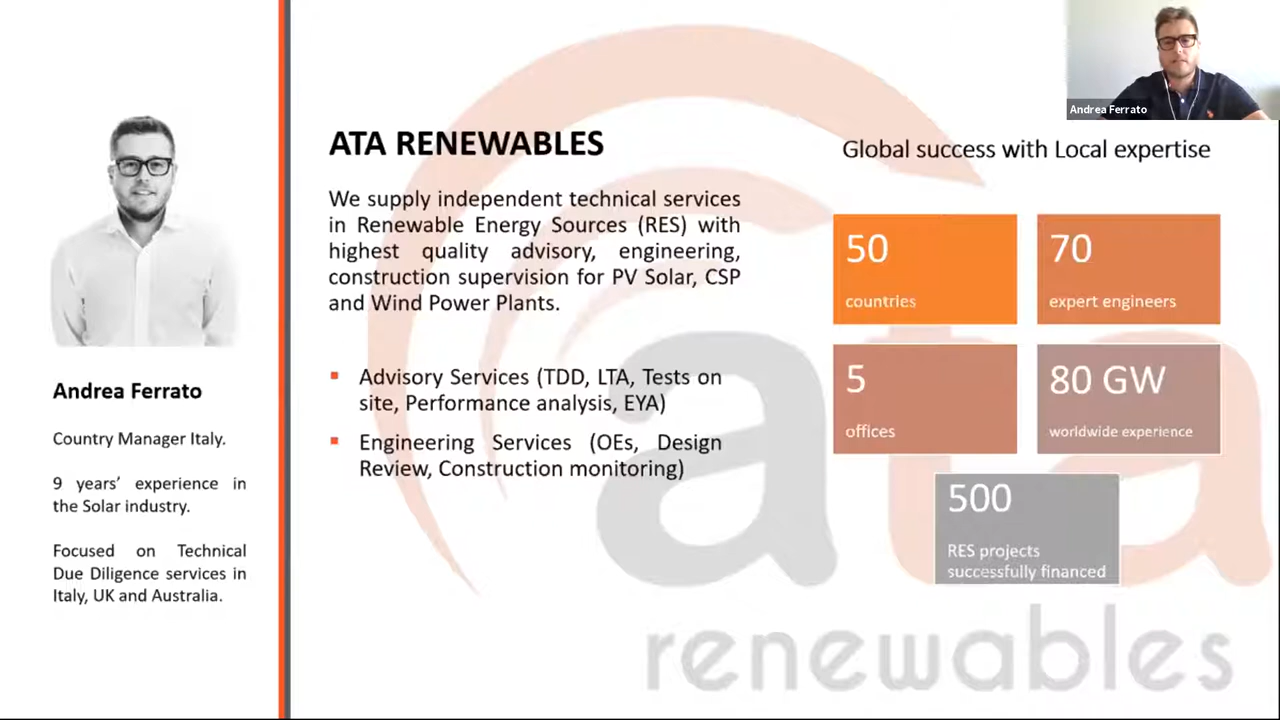 Andrea Ferrato
Country Manager Italy.
9 years' experience in
the Solar industry.
Focused on Technical
Due Diligence services in
Italy, UK and Australia.
ATA RENEWABLES
We supply independent technical services
in Renewable Energy Sources (RES) with
highest quality advisory, engineering,
construction supervision for PV Solar, CSP
and Wind Power Plants.
▪ Advisory Services (TDD, LTA, Tests on
site, Performance analysis, EYA)
▪ Engineering Services (OEs, Design
Review, Construction monitoring)
Andrea Ferrato
Global success with Local expertise
50
countries
70
expert engineers
5
offices
80 GW
worldwide experience
500
RES projects
successfully financed
ata
renewables